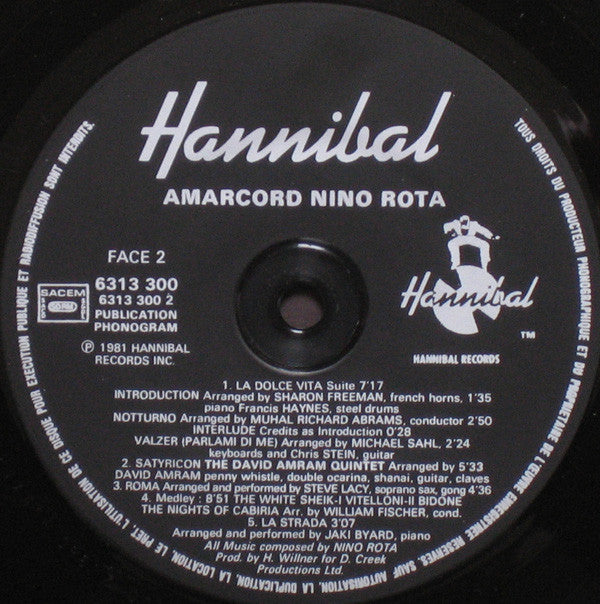 Hannibal
AMARCORD NINO ROTA
FACE 2
6313 300
6313 300 2
PUBLICATION
PHONOGRAM
℗ 1981 HANNIBAL
RECORDS INC.
SACEM
Hannibal
TM
HANNIBAL RECORDS
1. LA DOLCE VITA Suite 7'17
INTRODUCTION Arranged by SHARON FREEMAN, french horns, 1'35
piano Francis HAYNES, steel drums
NOTTURNO Arranged by MUHAL RICHARD ABRAMS, conductor 2'50
INTERLUDE Credits as Introduction 0'28
VALZER (PARLAMI DI ME) Arranged by MICHAEL SAHL, 2'24
keyboards and Chris STEIN, guitar
2. SATYRICON THE DAVID AMRAM QUINTET Arranged by 5'33
DAVID AMRAM penny whistle, double ocarina, shanai, guitar, claves
3. ROMA Arranged and performed by STEVE LACY, soprano sax, gong 4'36
4. Medley : 8'51 THE WHITE SHEIK-I VITELLONI-II BIDONE
THE NIGHTS OF CABIRIA Arr. by WILLIAM FISCHER, cond.
5. LA STRADA 3'07
Arranged and performed by JAKI BYARD, piano
All Music composed by NINO ROTA
Prod. by H. Willner for D. Creek
Productions Ltd.
TOUS DROITS DU PRODUCTEUR PHONOGRAPHIQUE ET DU PROPRIETAIRE DE L'ŒUVRE ENREGISTREE RESERVES. SAUF AUTORISATION, LA DUPLICATION, LA LOCATION, LE PRET, L'UTILISATION DE CE DISQUE POUR EXECUTION PUBLIQUE ET RADIODIFFUSION SONT INTERDITS.